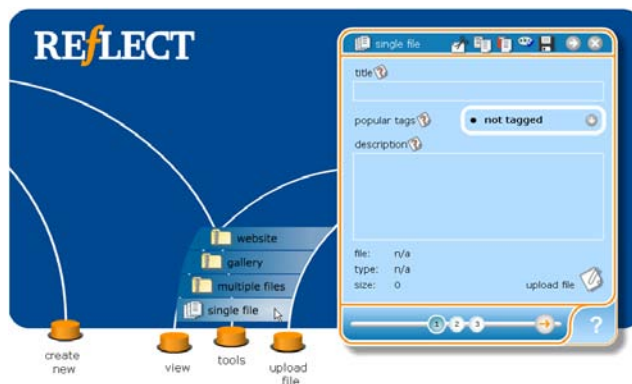 REfLECT
website
gallery
multiple files
single file
create
new
view
tools
upload
file
single file
title
popular tags
not tagged
description
file: n/a
type: n/a
size: 0
upload file
1 2 3
?